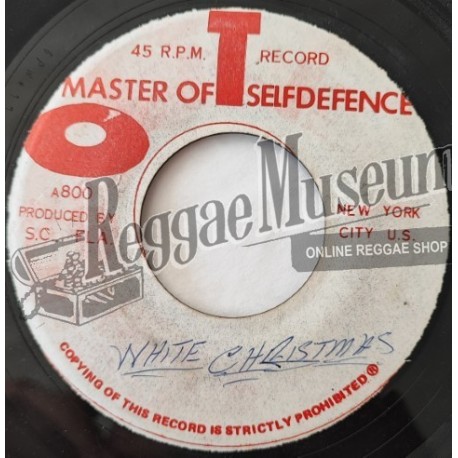 45 R.P.M. T RECORD
MASTER OF SELFDEFENCE
A800
PRODUCED BY
S.C
NEW YORK
CITY U.S.
Reggae Museum
ONLINE REGGAE SHOP
WHITE CHRISTMAS
COPYING OF THIS RECORD IS STRICTLY PROHIBITED ®